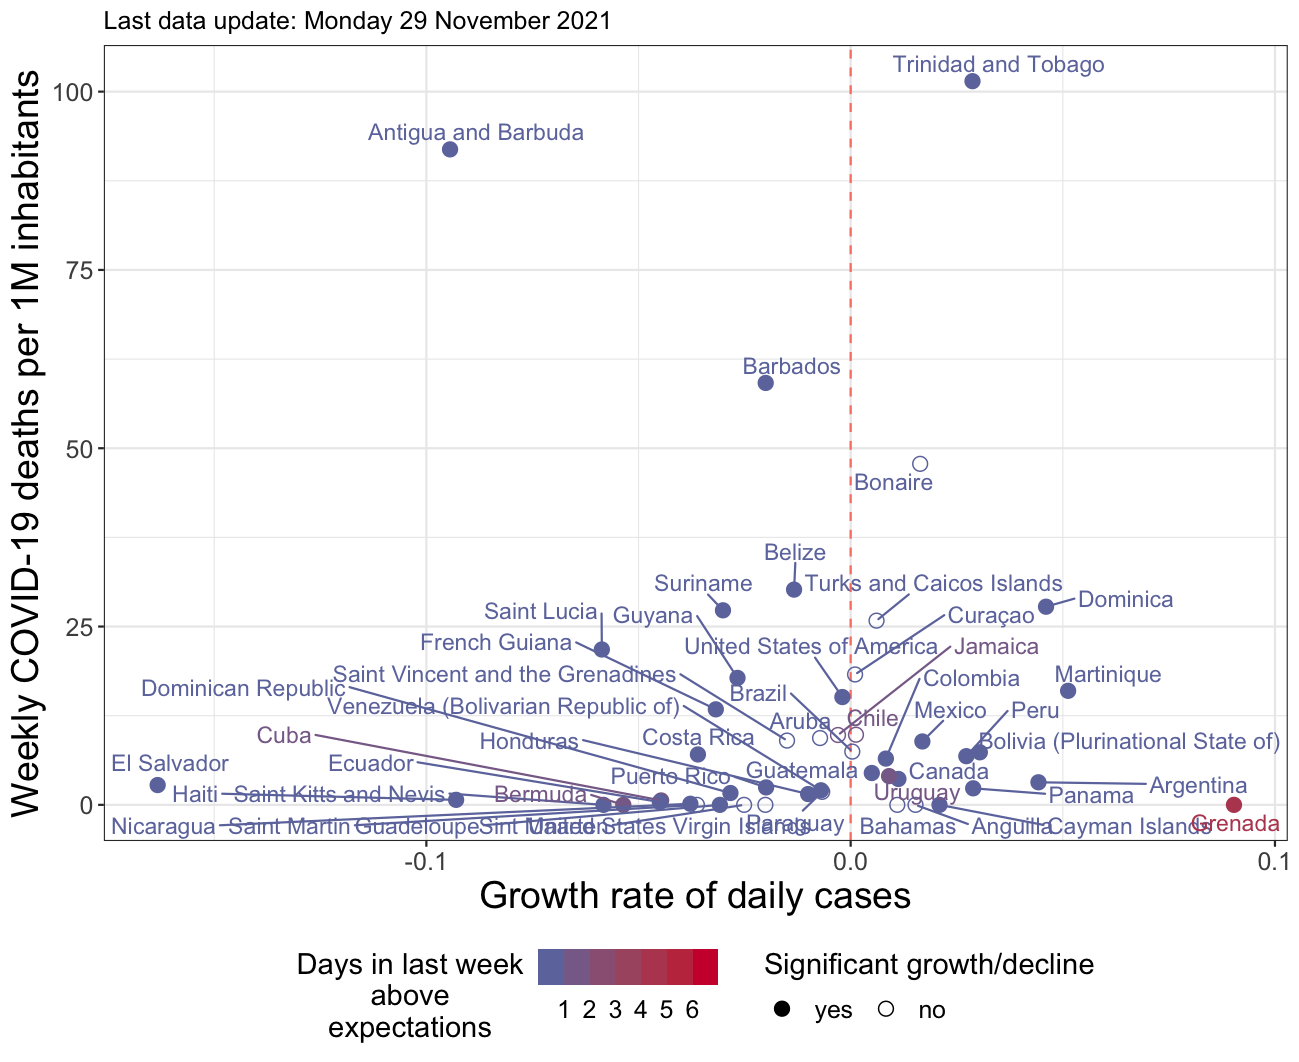 Last data update: Monday 29 November 2021
Weekly COVID-19 deaths per 1M inhabitants
100
75
50
25
0
Trinidad and Tobago
Antigua and Barbuda
Barbados
Bonaire
Belize
Suriname
Turks and Caicos Islands
Dominica
Saint Lucia
Guyana
Curaçao
French Guiana
United States of America
Jamaica
Saint Vincent and the Grenadines
Colombia
Martinique
Dominican Republic
Brazil
Venezuela (Bolivarian Republic of)
Aruba
Chile
Mexico
Peru
Cuba
Honduras
Costa Rica
Bolivia (Plurinational State of)
El Salvador
Ecuador
Puerto Rico
Guatemala
Canada
Argentina
Haiti
Saint Kitts and Nevis
Bermuda
Uruguay
Panama
Nicaragua
Saint Martin
Guadeloupe
Sint Maarten
United States Virgin Islands
Paraguay
Bahamas
Anguilla
Cayman Islands
Grenada
-0.1
0.0
0.1
Growth rate of daily cases
Days in last week
above
expectations
1 2 3 4 5 6
Significant growth/decline
yes
no